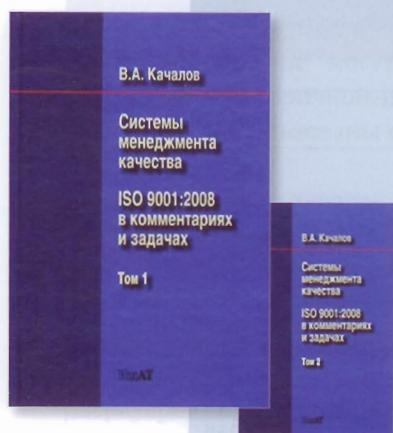 В.А. Качалов
Системы
менеджмента
качества
ISO 9001:2008
в комментариях
и задачах
Том 1
ИздАТ
В.А. Качалов
Системы
менеджмента
качества
ISO 9001:2008
в комментариях
и задачах
Том 2
ИздАТ